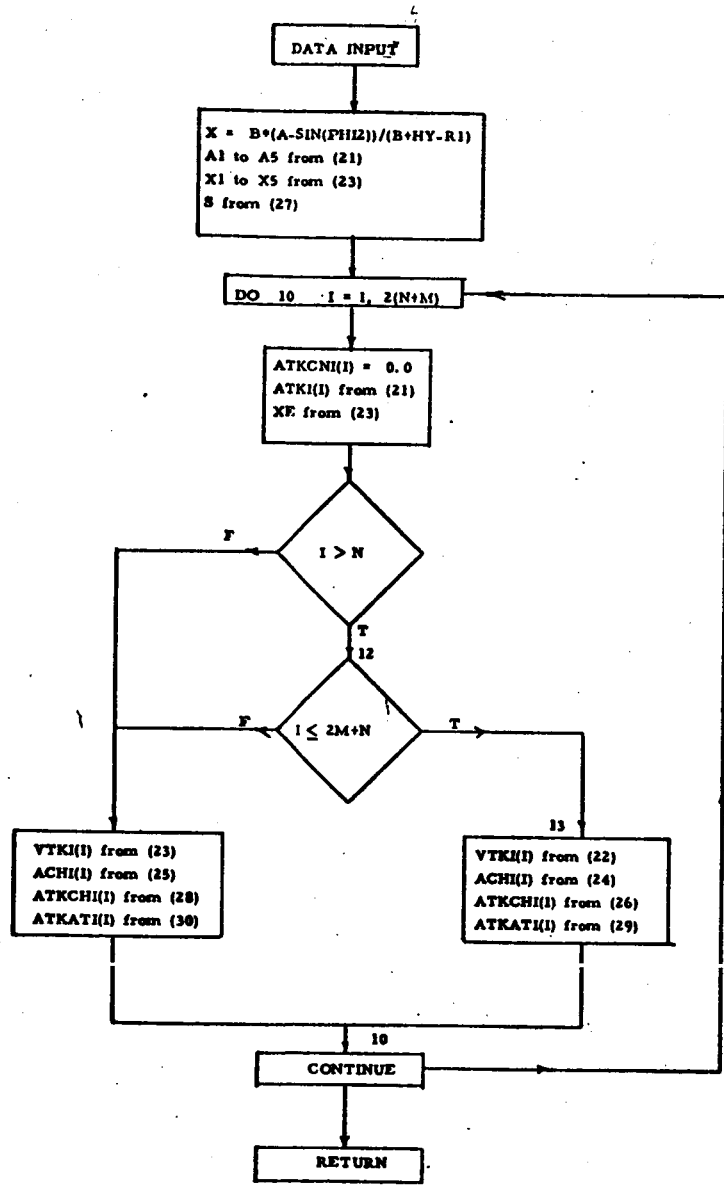 DATA INPUT
X = B*(A-SIN(PHI2))/(B+HY-R1)
A1 to A5 from (21)
X1 to X5 from (23)
S from (27)
DO 10 I = 1, 2(N+M)
ATKCNI(I) = 0.0
ATKI(I) from (21)
XE from (23)
F
I > N
T
12
F
I ≤ 2M+N
T
13
VTKI(I) from (23)
ACHI(I) from (25)
ATKCHI(I) from (28)
ATKATI(I) from (30)
VTKI(I) from (22)
ACHI(I) from (24)
ATKCHI(I) from (26)
ATKATI(I) from (29)
10
CONTINUE
RETURN